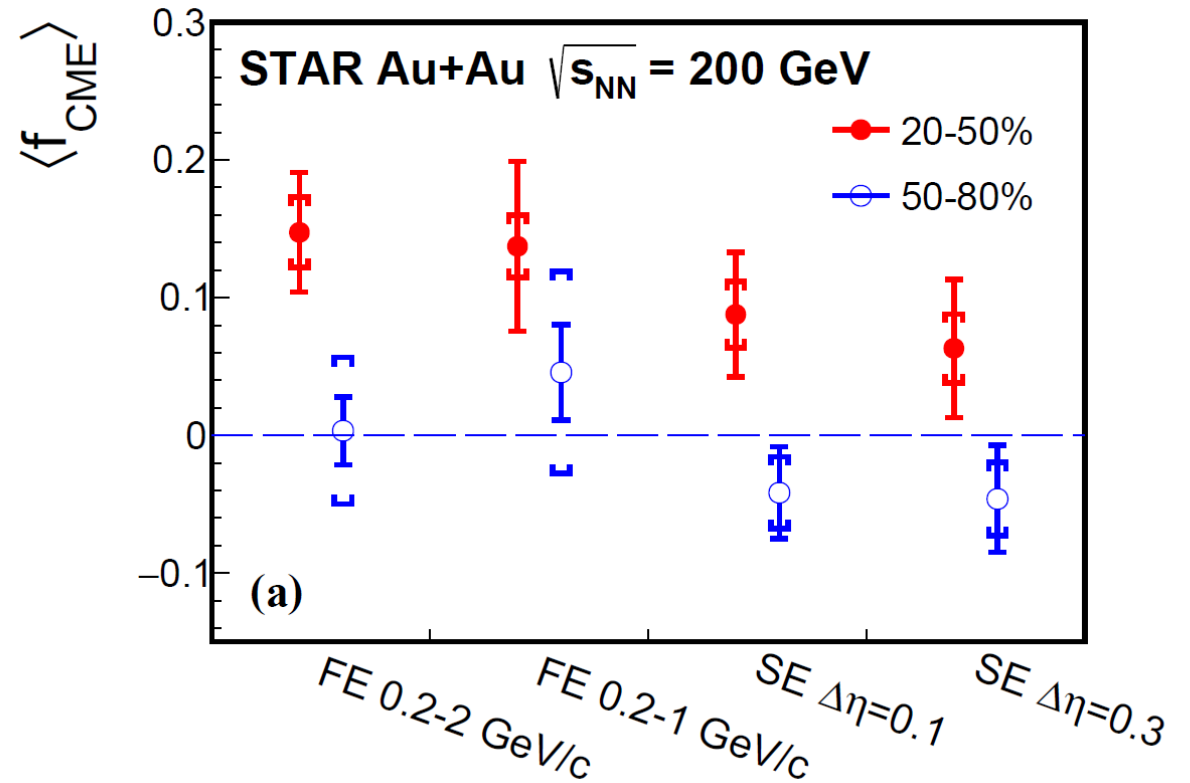 ⟨f_CME⟩
STAR Au+Au √s_NN = 200 GeV
20-50%
50-80%
0.3
0.2
0.1
0
−0.1
(a)
FE 0.2-2 GeV/c
FE 0.2-1 GeV/c
SE Δη=0.1
SE Δη=0.3